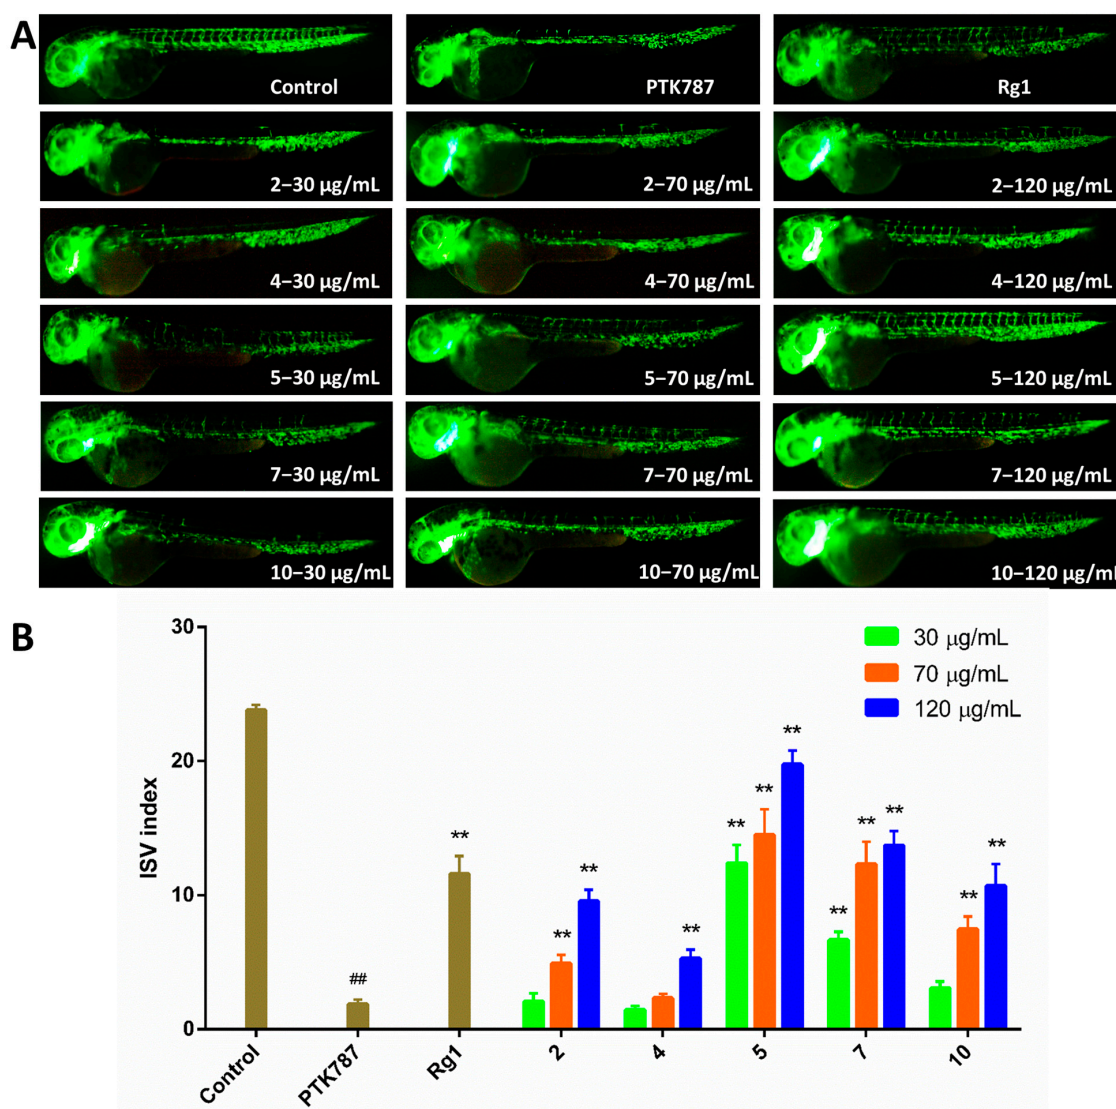 A
Control
PTK787
Rg1
2−30 μg/mL
2−70 μg/mL
2−120 μg/mL
4−30 μg/mL
4−70 μg/mL
4−120 μg/mL
5−30 μg/mL
5−70 μg/mL
5−120 μg/mL
7−30 μg/mL
7−70 μg/mL
7−120 μg/mL
10−30 μg/mL
10−70 μg/mL
10−120 μg/mL
B
30
20
10
0
ISV index
30 μg/mL
70 μg/mL
120 μg/mL
##
**
**
**
**
**
**
**
**
**
**
**
**
Control
PTK787
Rg1
2
4
5
7
10